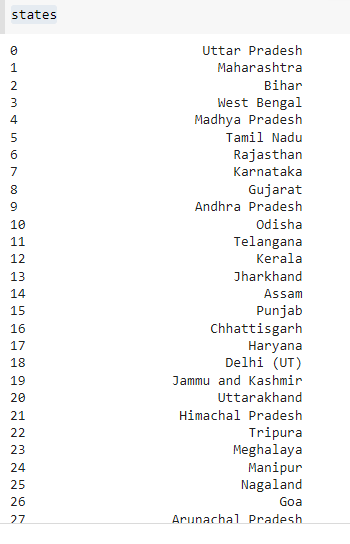 states
0 Uttar Pradesh
1 Maharashtra
2 Bihar
3 West Bengal
4 Madhya Pradesh
5 Tamil Nadu
6 Rajasthan
7 Karnataka
8 Gujarat
9 Andhra Pradesh
10 Odisha
11 Telangana
12 Kerala
13 Jharkhand
14 Assam
15 Punjab
16 Chhattisgarh
17 Haryana
18 Delhi (UT)
19 Jammu and Kashmir
20 Uttarakhand
21 Himachal Pradesh
22 Tripura
23 Meghalaya
24 Manipur
25 Nagaland
26 Goa
27 Arunachal Pradesh